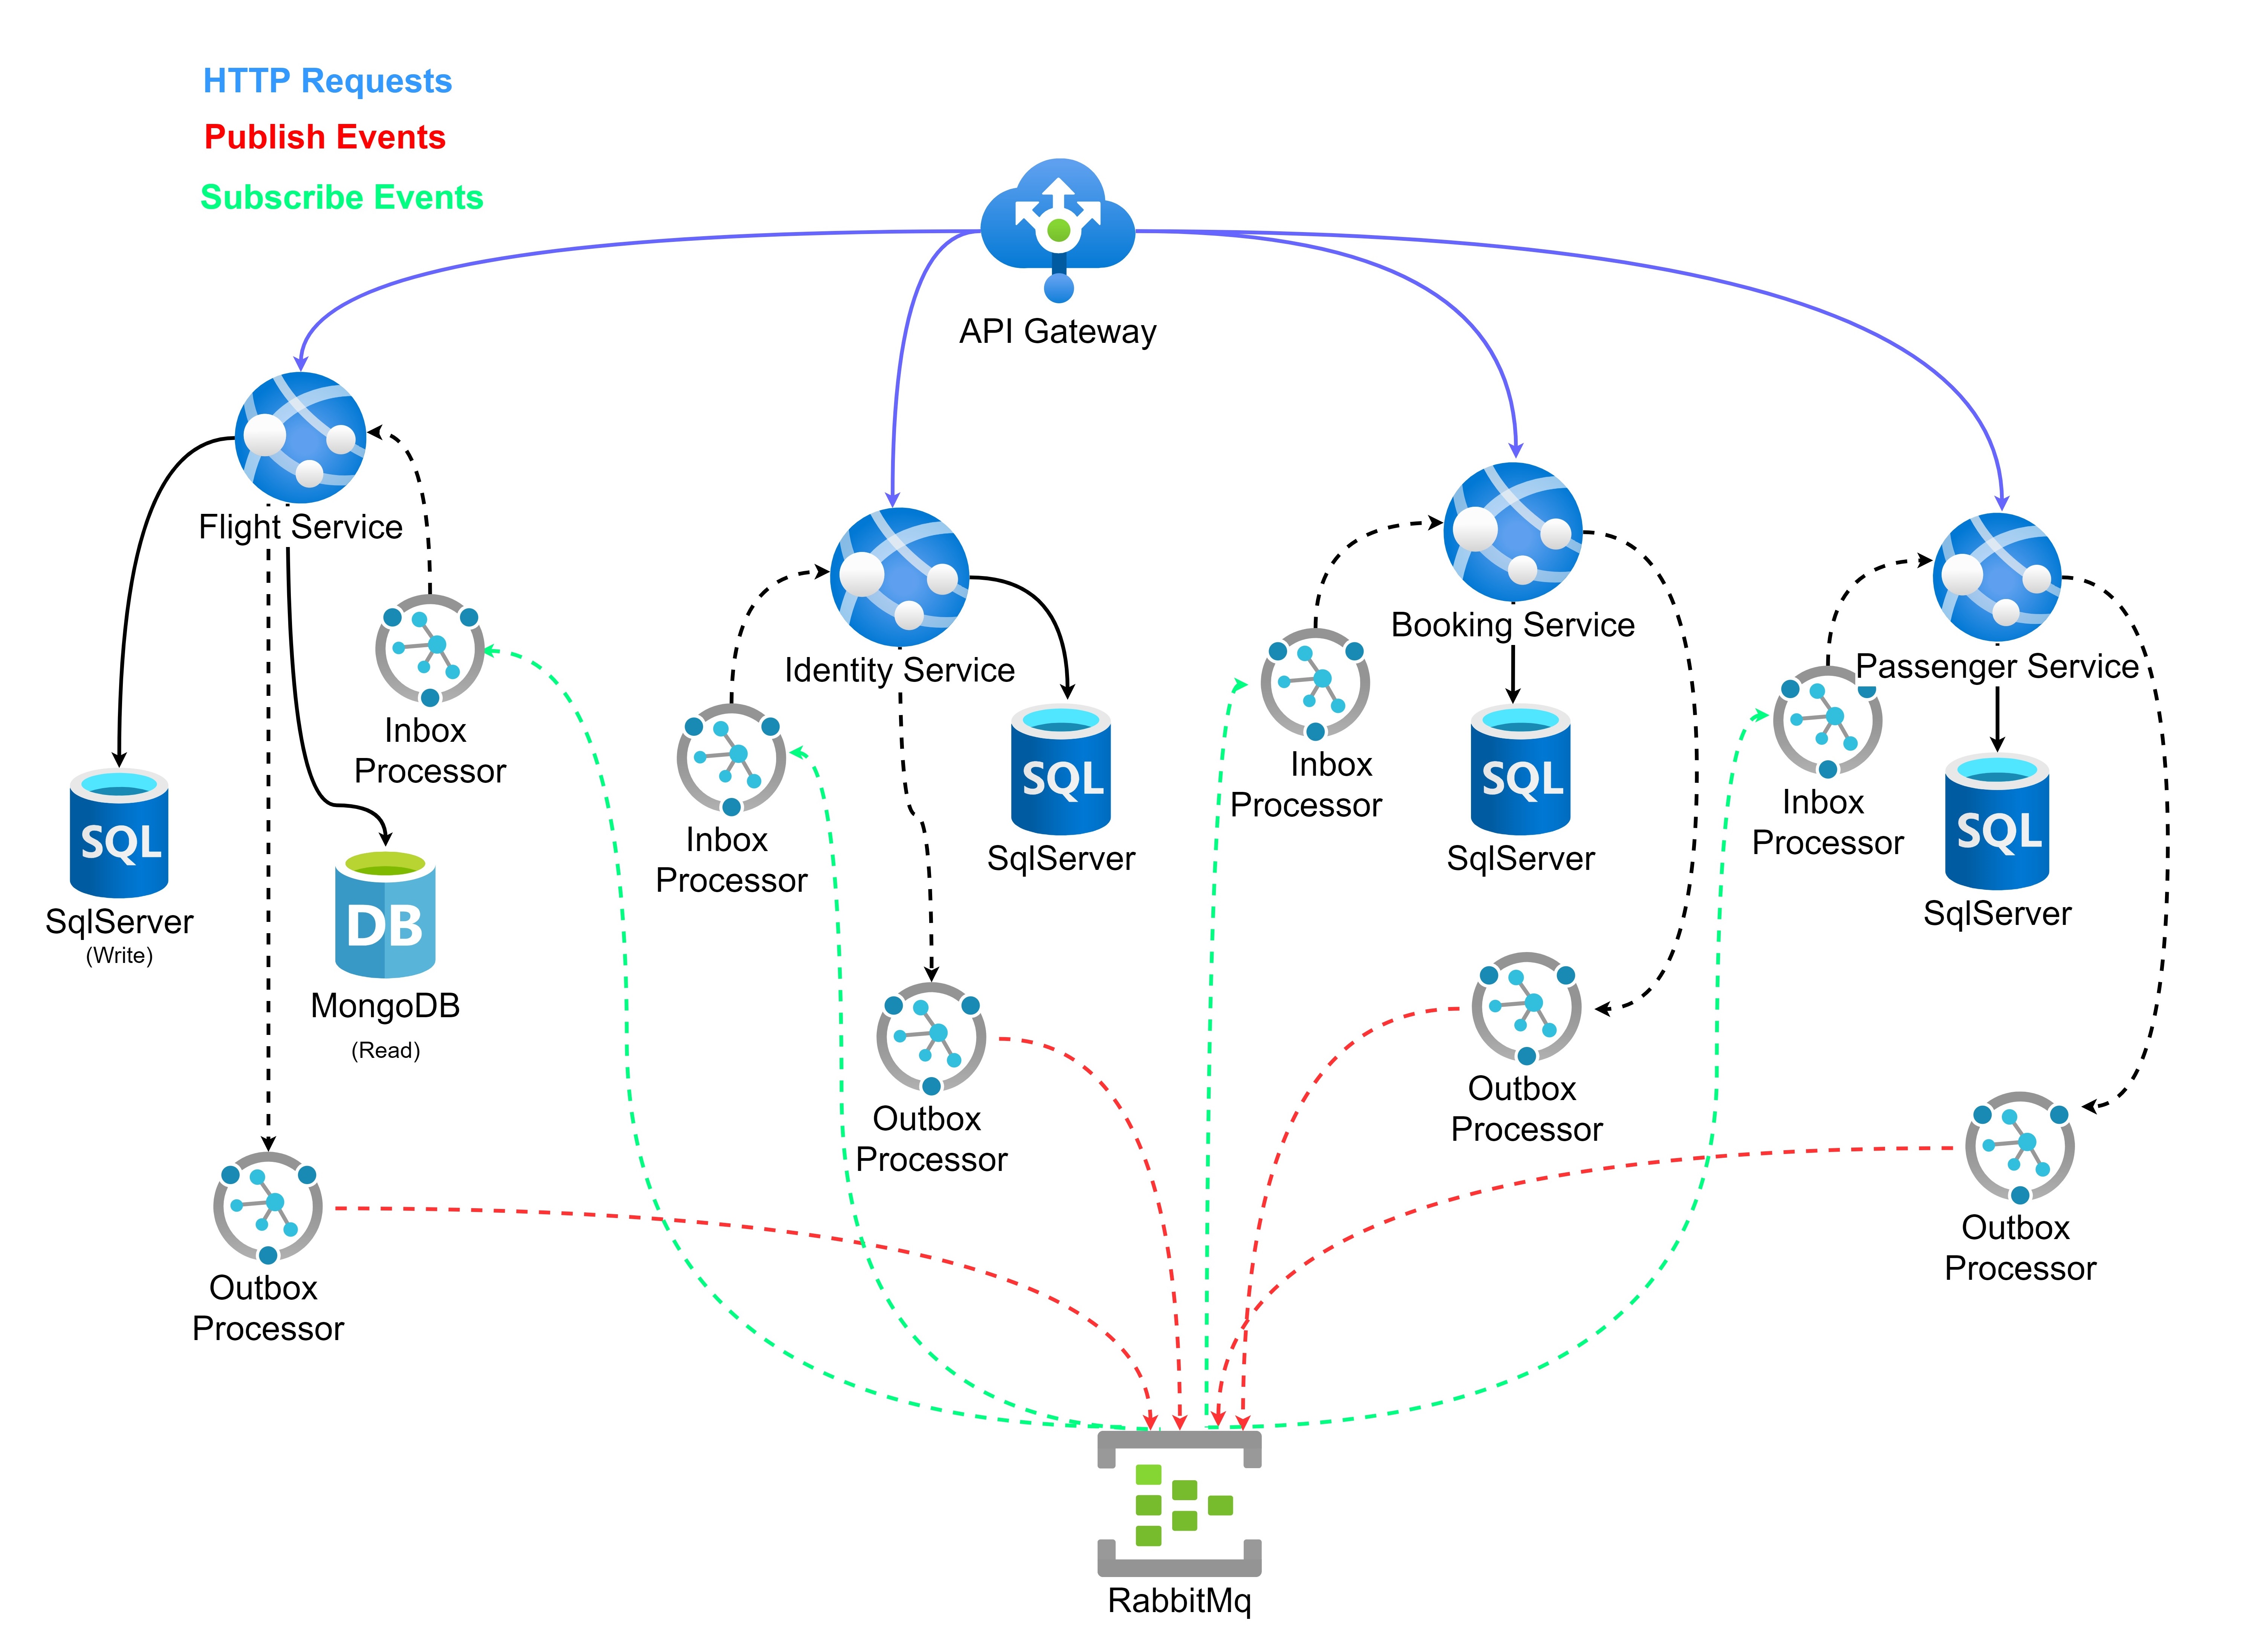 HTTP Requests
Publish Events
Subscribe Events
API Gateway
Flight Service
Identity Service
Booking Service
Passenger Service
Inbox
Processor
Inbox
Processor
Inbox
Processor
Inbox
Processor
SQL
SqlServer
(Write)
DB
MongoDB
(Read)
SQL
SqlServer
SQL
SqlServer
SQL
SqlServer
Outbox
Processor
Outbox
Processor
Outbox
Processor
Outbox
Processor
RabbitMq